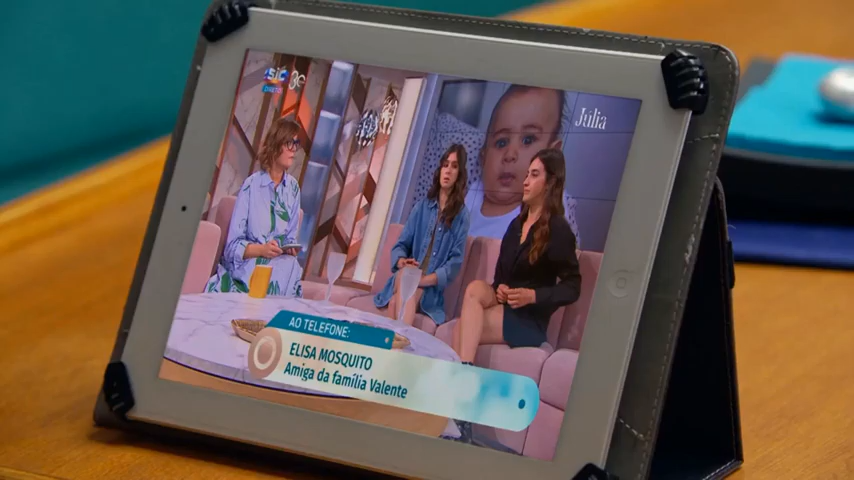 SIC
DIRETO
Júlia
AO TELEFONE:
ELISA MOSQUITO
Amiga da família Valente